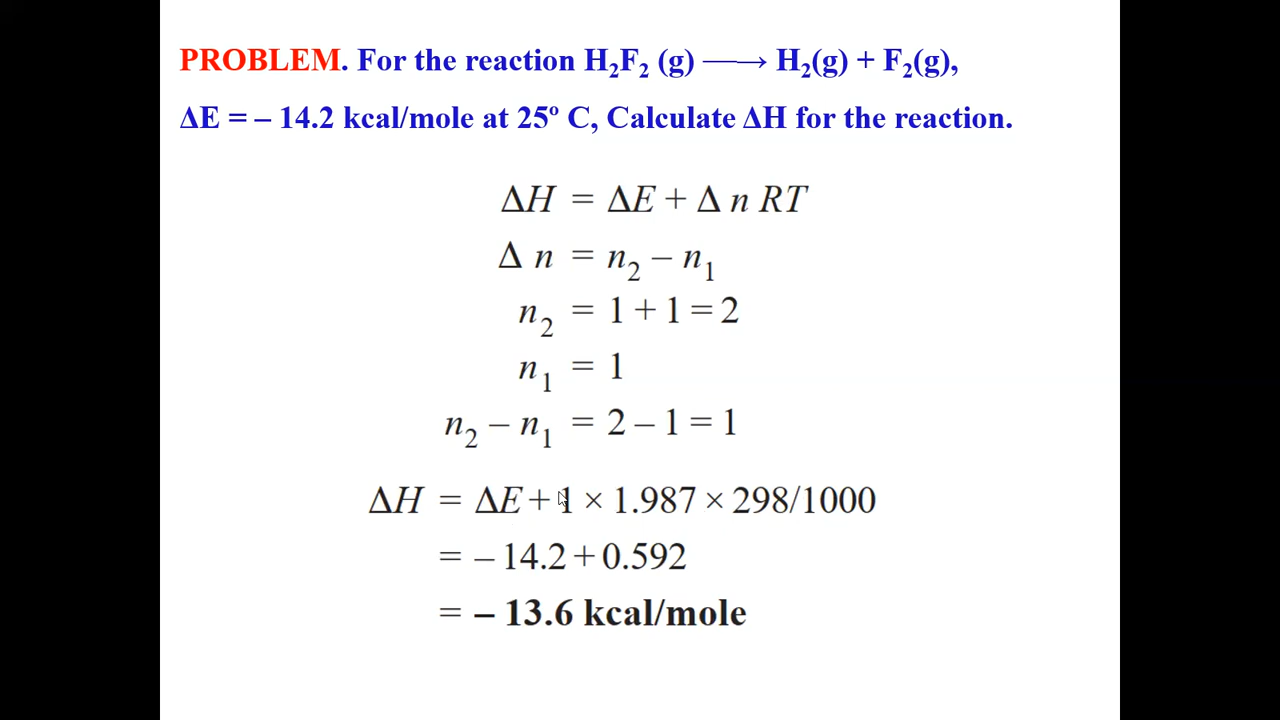 PROBLEM. For the reaction H₂F₂ (g) ⟶ H₂(g) + F₂(g),
ΔE = – 14.2 kcal/mole at 25º C, Calculate ΔH for the reaction.
ΔH = ΔE + Δ n RT
Δ n = n₂ – n₁
n₂ = 1 + 1 = 2
n₁ = 1
n₂ – n₁ = 2 – 1 = 1
ΔH = ΔE + 1 × 1.987 × 298/1000
= – 14.2 + 0.592
= – 13.6 kcal/mole